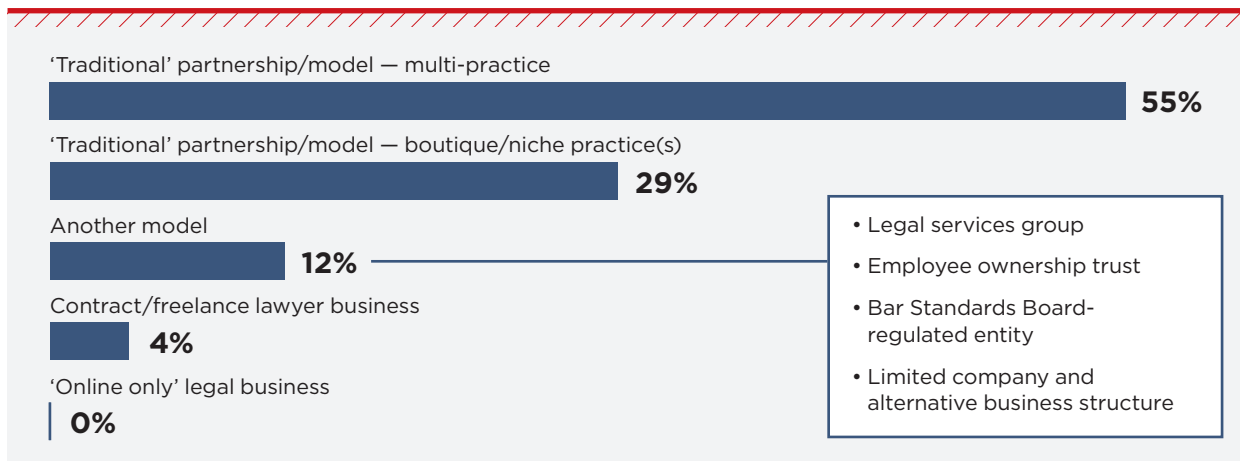 ‘Traditional’ partnership/model — multi-practice
55%
‘Traditional’ partnership/model — boutique/niche practice(s)
29%
Another model
12%
• Legal services group
• Employee ownership trust
• Bar Standards Board-
regulated entity
• Limited company and
alternative business structure
Contract/freelance lawyer business
4%
‘Online only’ legal business
0%